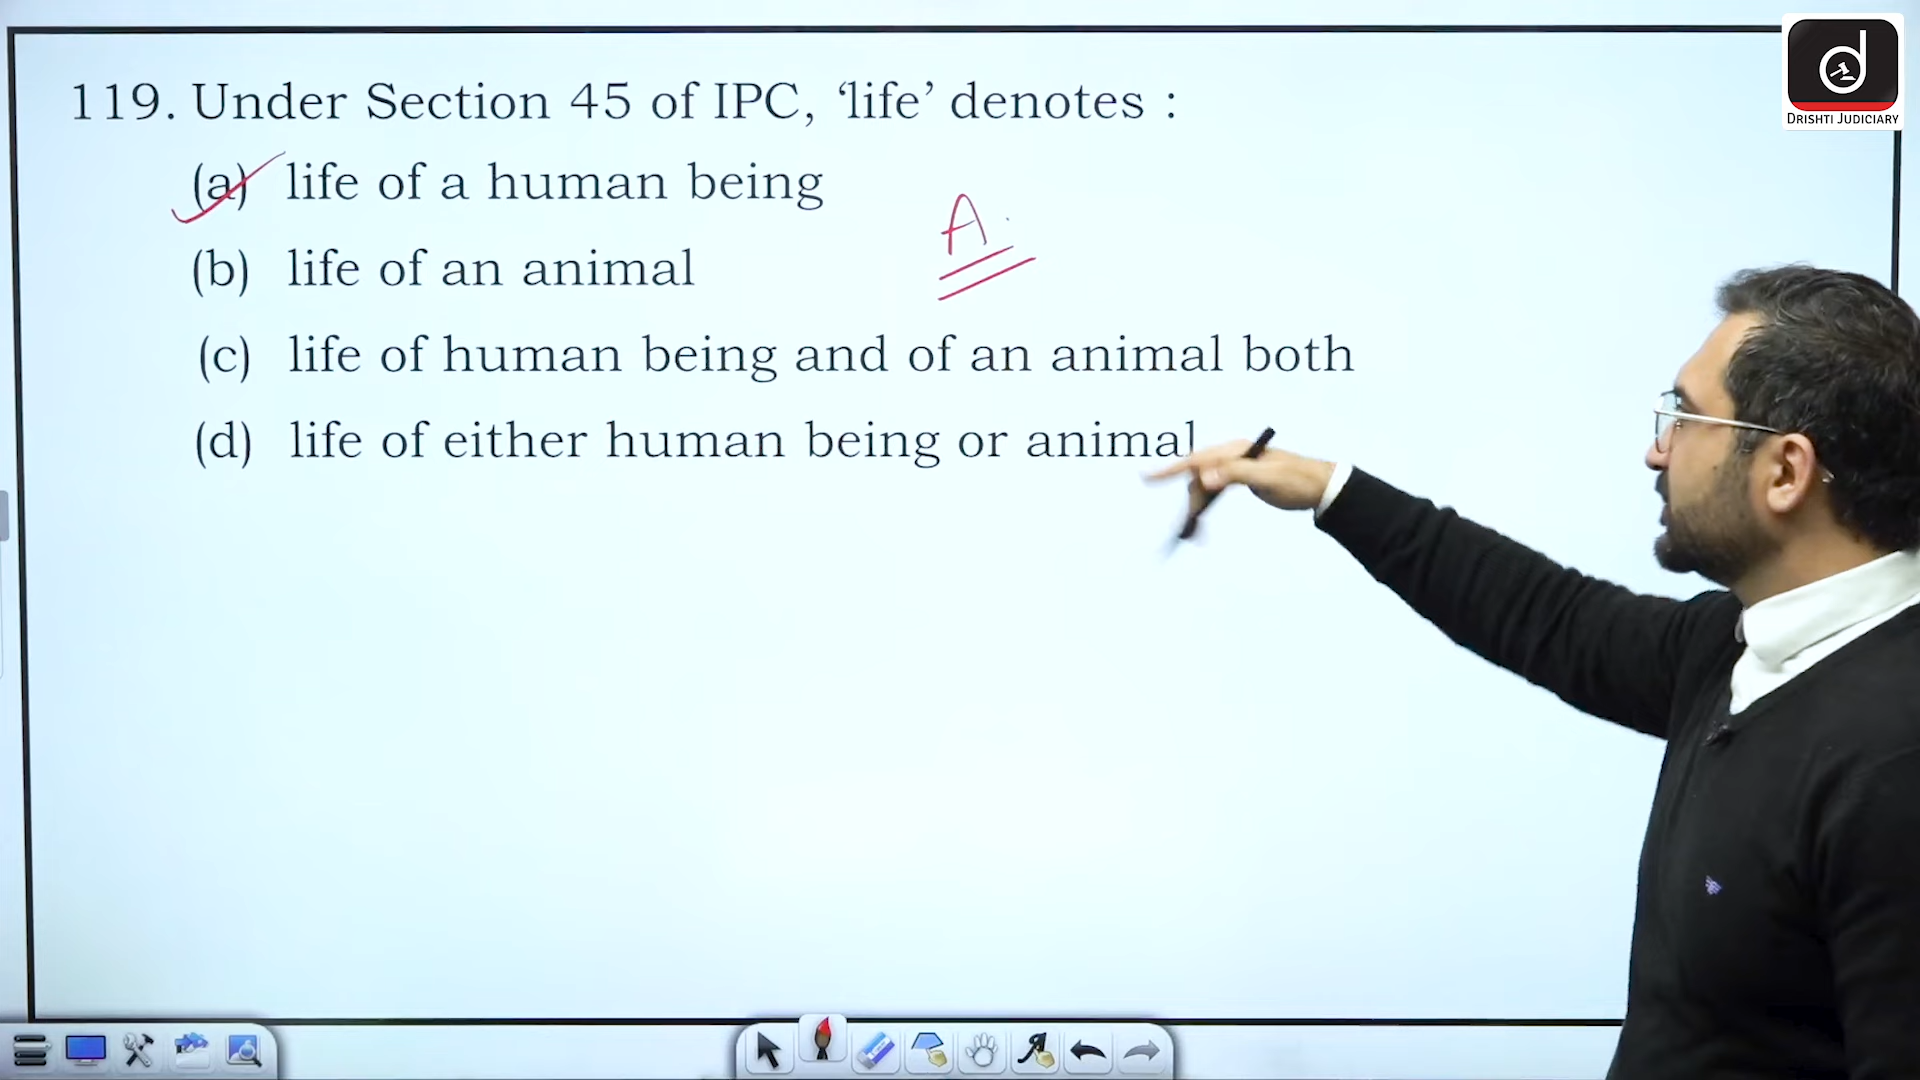 DRISHTI JUDICIARY
119. Under Section 45 of IPC, ‘life’ denotes :
(a) life of a human being
A.
(b) life of an animal
(c) life of human being and of an animal both
(d) life of either human being or animal